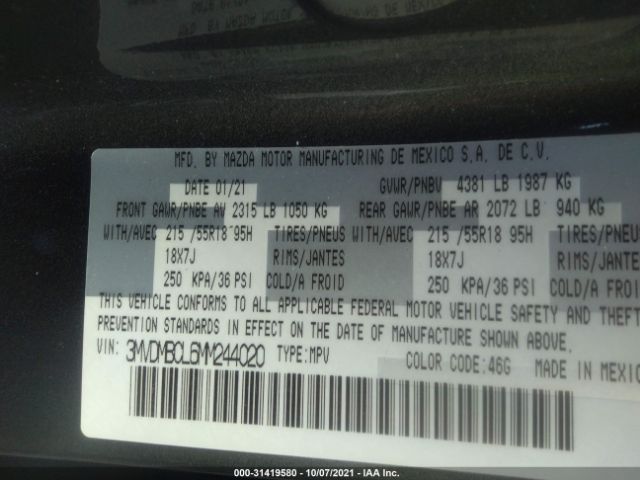 MFD. BY MAZDA MOTOR MANUFACTURING DE MEXICO S.A. DE C.V.
DATE 01/21 GVWR/PNBV 4381 LB 1987 KG
FRONT GAWR/PNBE AV 2315 LB 1050 KG REAR GAWR/PNBE AR 2072 LB 940 KG
WITH/AVEC 215 /55R18 95H TIRES/PNEUS WITH/AVEC 215 /55R18 95H TIRES/PNEUS
18X7J RIMS/JANTES 18X7J RIMS/JANTES
250 KPA/36 PSI COLD/A FROID 250 KPA/36 PSI COLD/A
THIS VEHICLE CONFORMS TO ALL APPLICABLE FEDERAL MOTOR VEHICLE SAFETY AND THEFT
PREVENTION STANDARDS IN EFFECT ON THE DATE OF MANUFACTURE SHOWN ABOVE.
VIN: 3MVDMBCL6MM244020 TYPE:MPV COLOR CODE:46G MADE IN MEXICO
000-31419580 - 10/07/2021 - IAA Inc.